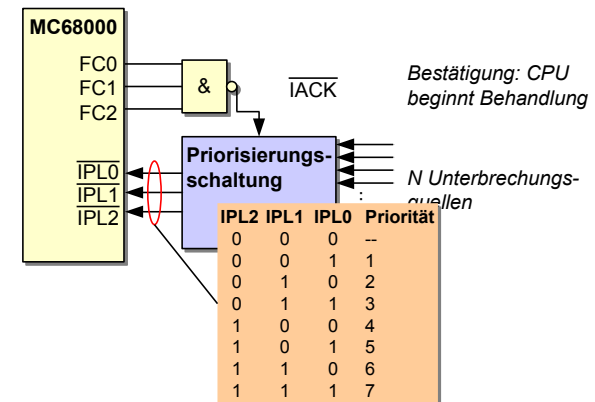 MC68000
FC0
FC1
FC2
&
IACK
Bestätigung: CPU
beginnt Behandlung
IPL0
IPL1
IPL2
Priorisierungs-
schaltung
N Unterbrechungs-
quellen
IPL2 IPL1 IPL0 Priorität
0 0 0 --
0 0 1 1
0 1 0 2
0 1 1 3
1 0 0 4
1 0 1 5
1 1 0 6
1 1 1 7